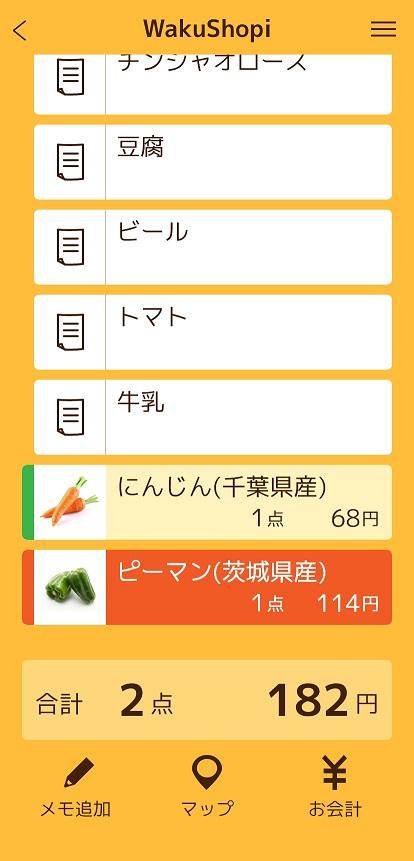 WakuShopi
チンジャオロース
豆腐
ビール
トマト
牛乳
にんじん(千葉県産)
1点 68円
ピーマン(茨城県産)
1点 114円
合計 2点 182円
メモ追加 マップ お会計